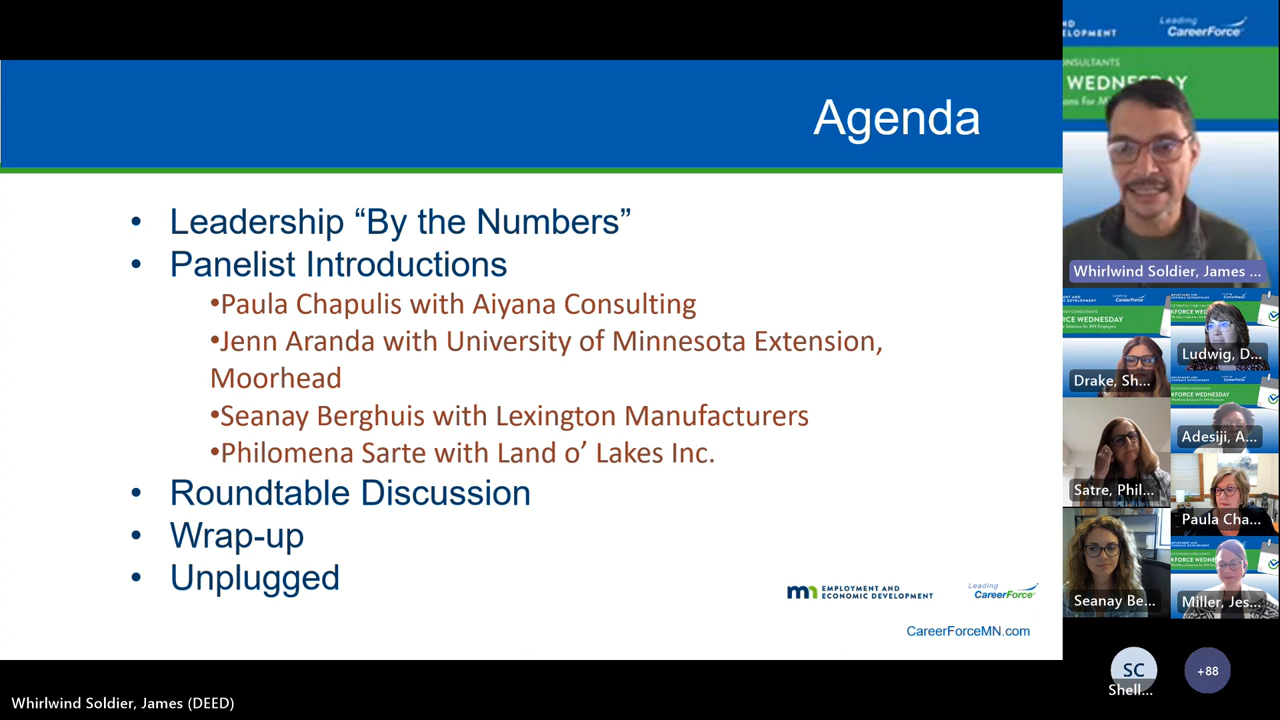 Agenda
• Leadership “By the Numbers”
• Panelist Introductions
•Paula Chapulis with Aiyana Consulting
•Jenn Aranda with University of Minnesota Extension,
Moorhead
•Seanay Berghuis with Lexington Manufacturers
•Philomena Sarte with Land o’ Lakes Inc.
• Roundtable Discussion
• Wrap-up
• Unplugged
mn EMPLOYMENT AND
ECONOMIC DEVELOPMENT
Leading
CareerForce
CareerForceMN.com
Whirlwind Soldier, James (DEED)
Leading
CareerForce
WEDNESDAY
Whirlwind Soldier, James ...
Drake, Sh...
Ludwig, D...
Adesiji, A...
Satre, Phil...
Paula Cha...
Seanay Be...
Miller, Jes...
SC
Shell...
+88